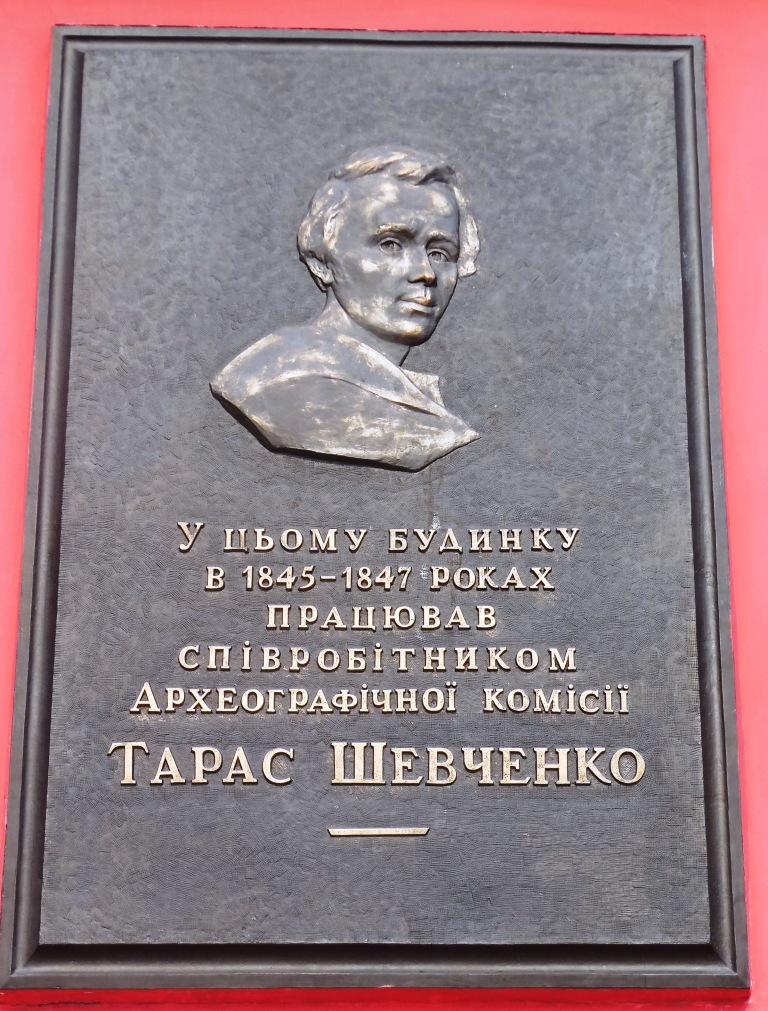 У цьому будинку
в 1845-1847 роках
працював
співробітником
Археографічної комісії
Тарас Шевченко